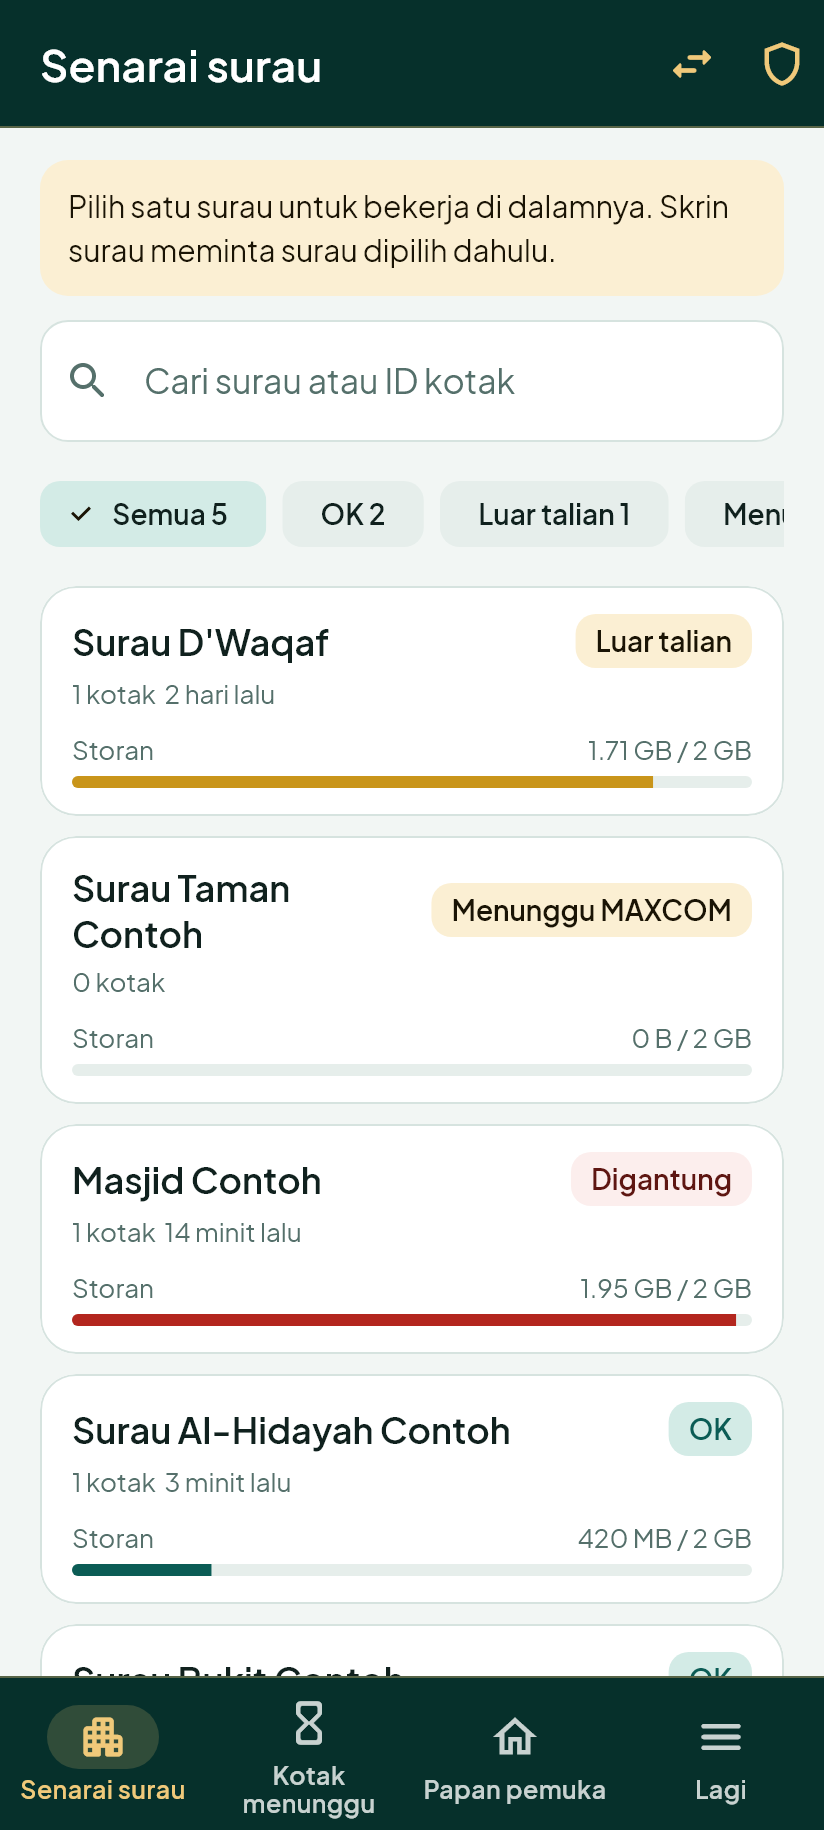 Senarai surau
Pilih satu surau untuk bekerja di dalamnya. Skrin
surau meminta surau dipilih dahulu.
Cari surau atau ID kotak
Semua 5
OK 2
Luar talian 1
Surau D'Waqaf
Luar talian
1 kotak 2 hari lalu
Storan
1.71 GB / 2 GB
Surau Taman
Contoh
Menunggu MAXCOM
0 kotak
Storan
0 B / 2 GB
Masjid Contoh
Digantung
1 kotak 14 minit lalu
Storan
1.95 GB / 2 GB
Surau Al-Hidayah Contoh
OK
1 kotak 3 minit lalu
Storan
420 MB / 2 GB
Surau Bukit Contoh
OK
Senarai surau
Kotak
menunggu
Papan pemuka
Lagi